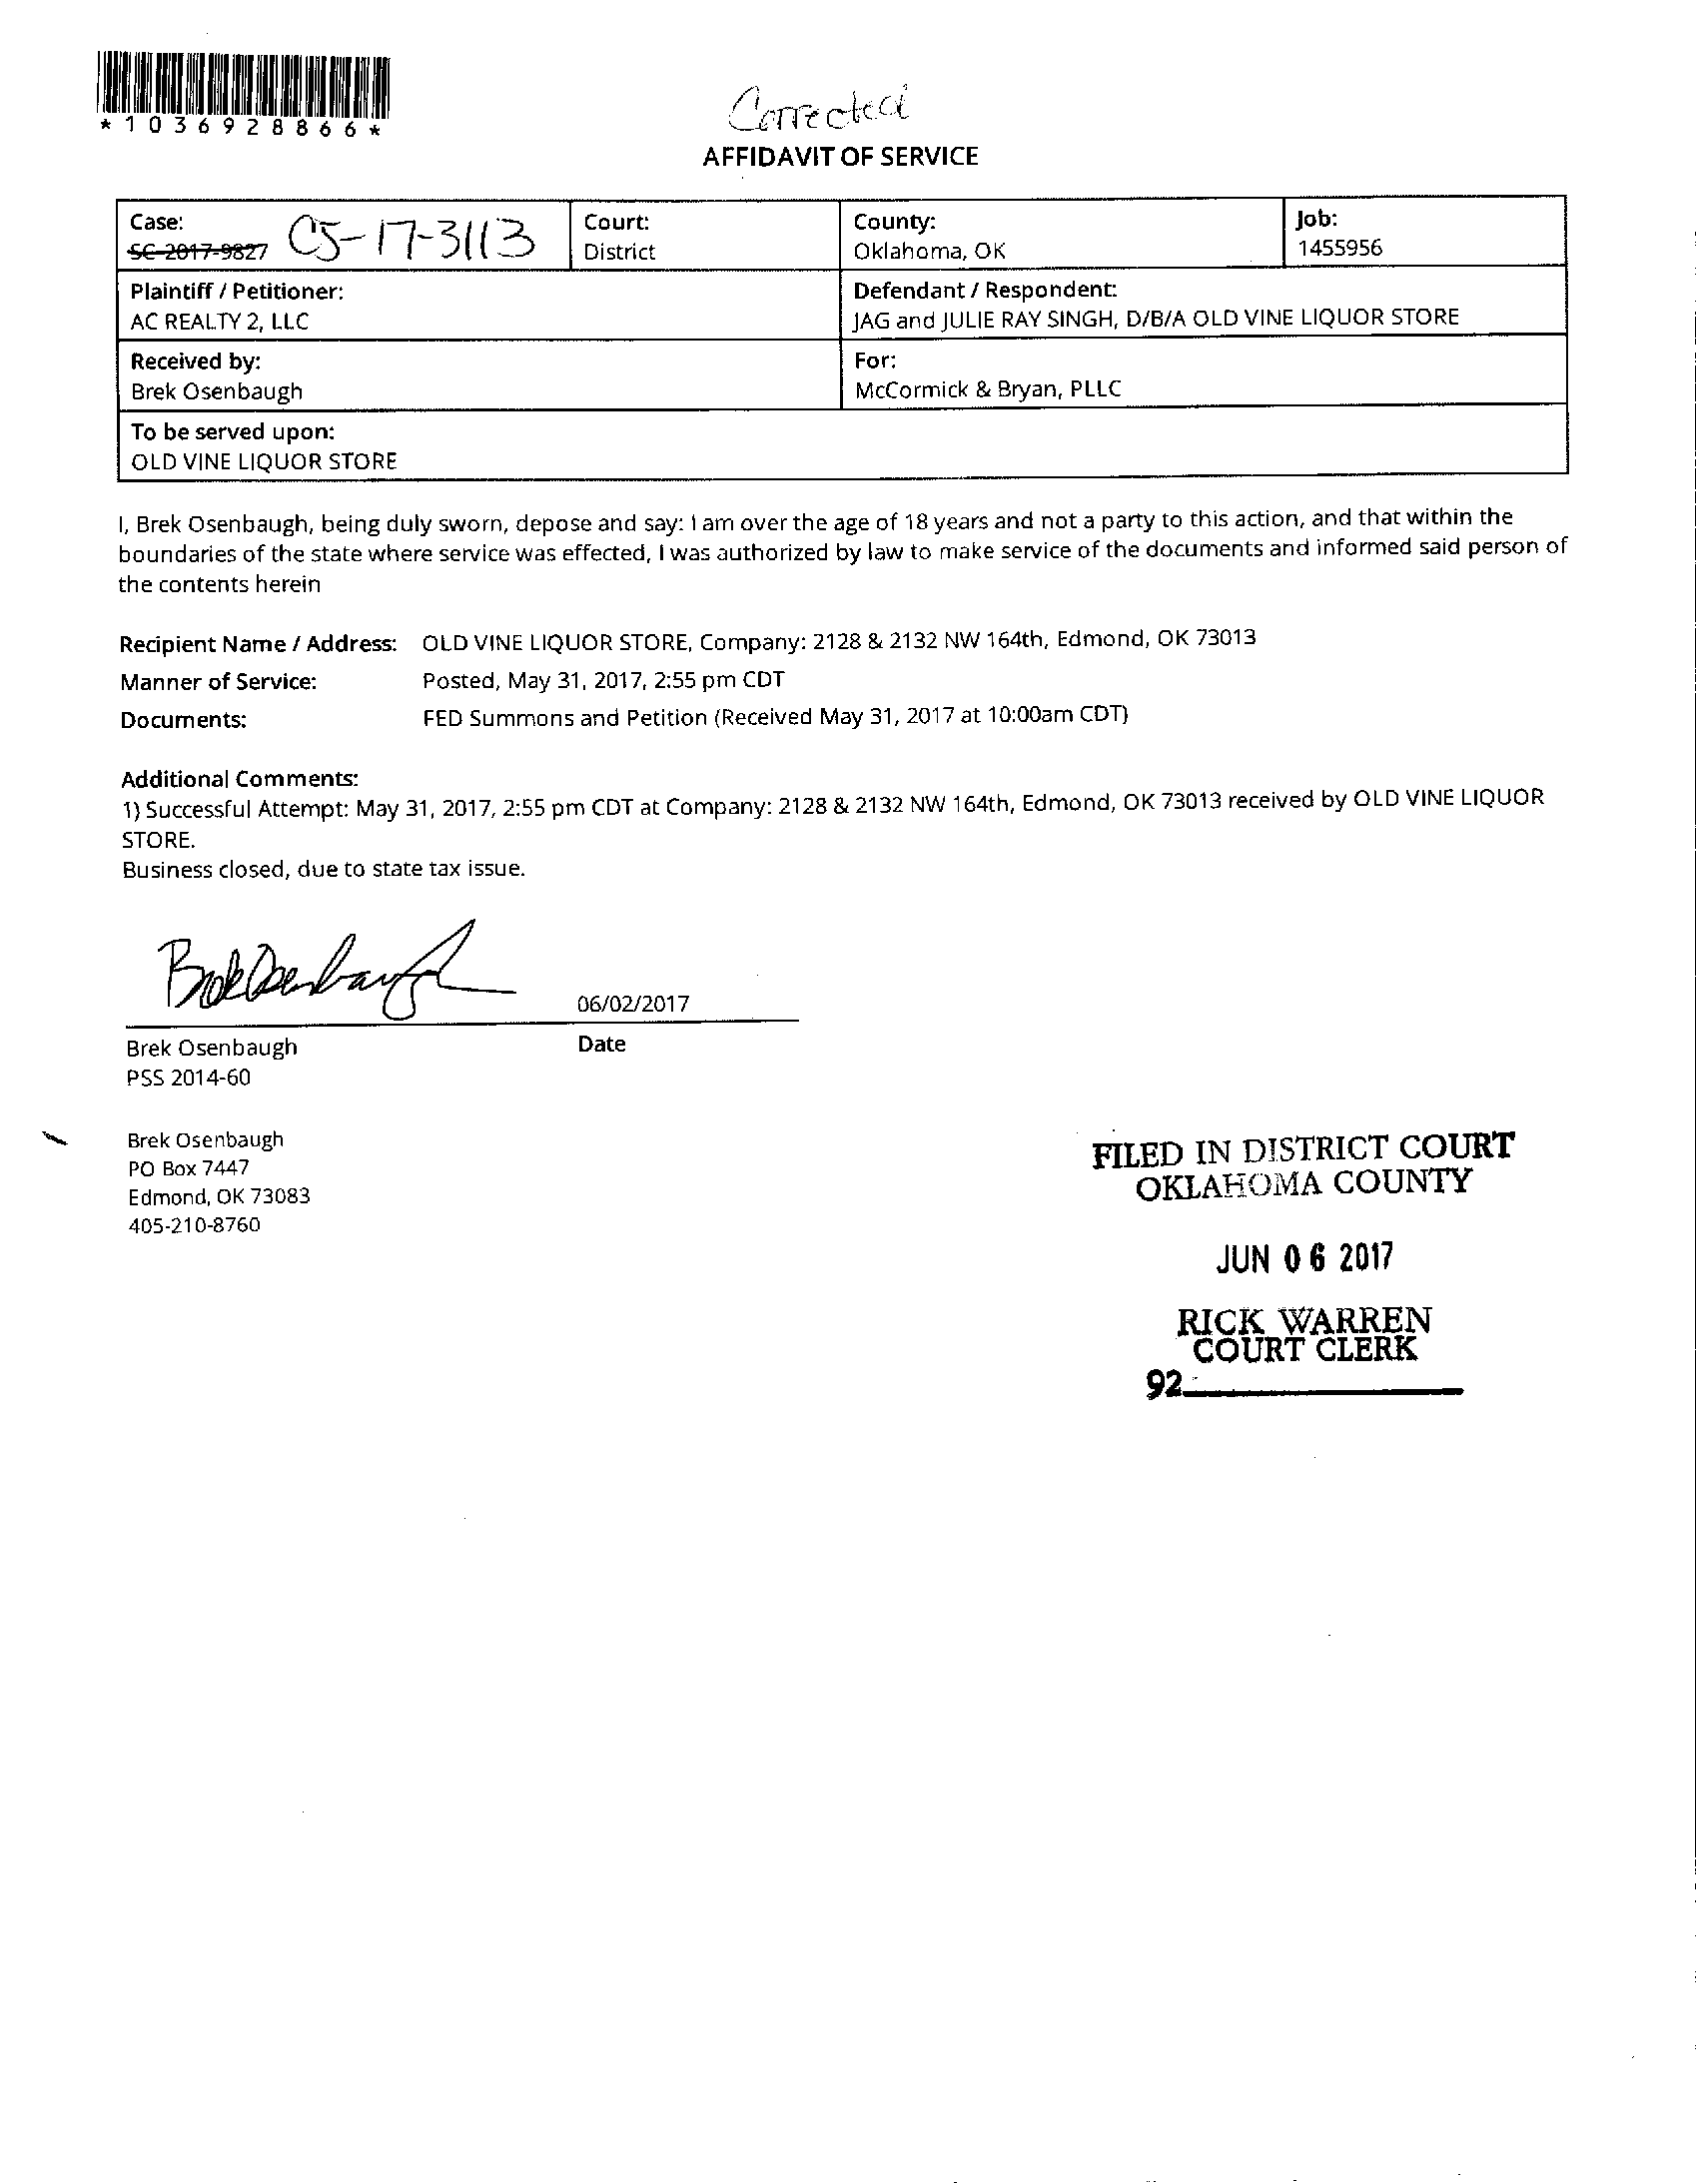 *1036928866*
Corrected
AFFIDAVIT OF SERVICE
Case:
SC-2017-9827 CJ-17-3113
Court:
District
County:
Oklahoma, OK
Job:
1455956
Plaintiff / Petitioner:
AC REALTY 2, LLC
Defendant / Respondent:
JAG and JULIE RAY SINGH, D/B/A OLD VINE LIQUOR STORE
Received by:
Brek Osenbaugh
For:
McCormick & Bryan, PLLC
To be served upon:
OLD VINE LIQUOR STORE
I, Brek Osenbaugh, being duly sworn, depose and say: I am over the age of 18 years and not a party to this action, and that within the
boundaries of the state where service was effected, I was authorized by law to make service of the documents and informed said person of
the contents herein
Recipient Name / Address: OLD VINE LIQUOR STORE, Company: 2128 & 2132 NW 164th, Edmond, OK 73013
Manner of Service: Posted, May 31, 2017, 2:55 pm CDT
Documents: FED Summons and Petition (Received May 31, 2017 at 10:00am CDT)
Additional Comments:
1) Successful Attempt: May 31, 2017, 2:55 pm CDT at Company: 2128 & 2132 NW 164th, Edmond, OK 73013 received by OLD VINE LIQUOR
STORE.
Business closed, due to state tax issue.
Brek Osenbaugh 06/02/2017
Brek Osenbaugh Date
PSS 2014-60
Brek Osenbaugh
PO Box 7447
Edmond, OK 73083
405-210-8760
FILED IN DISTRICT COURT
OKLAHOMA COUNTY
JUN 06 2017
RICK WARREN
COURT CLERK
92